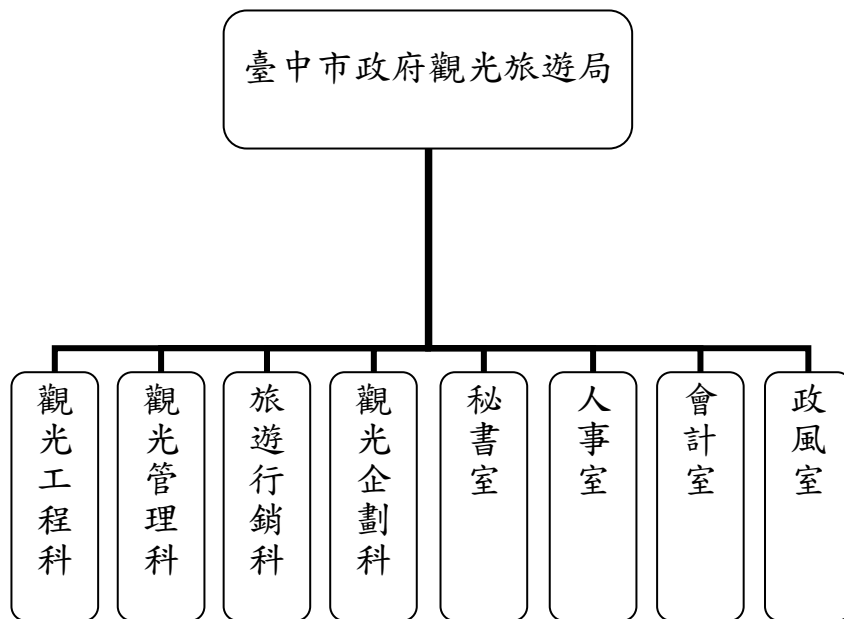 臺中市政府觀光旅遊局
觀光工程科
觀光管理科
旅遊行銷科
觀光企劃科
秘書室
人事室
會計室
政風室